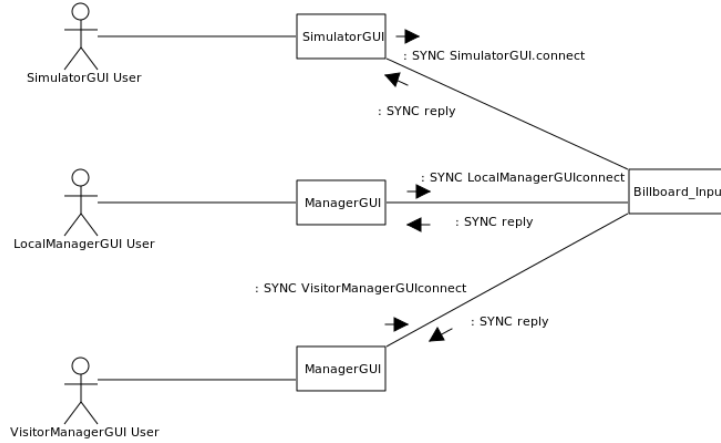 SimulatorGUI
: SYNC SimulatorGUI.connect
SimulatorGUI User
: SYNC reply
: SYNC LocalManagerGUIconnect
Billboard_Input
ManagerGUI
: SYNC reply
LocalManagerGUI User
: SYNC VisitorManagerGUIconnect
: SYNC reply
ManagerGUI
VisitorManagerGUI User